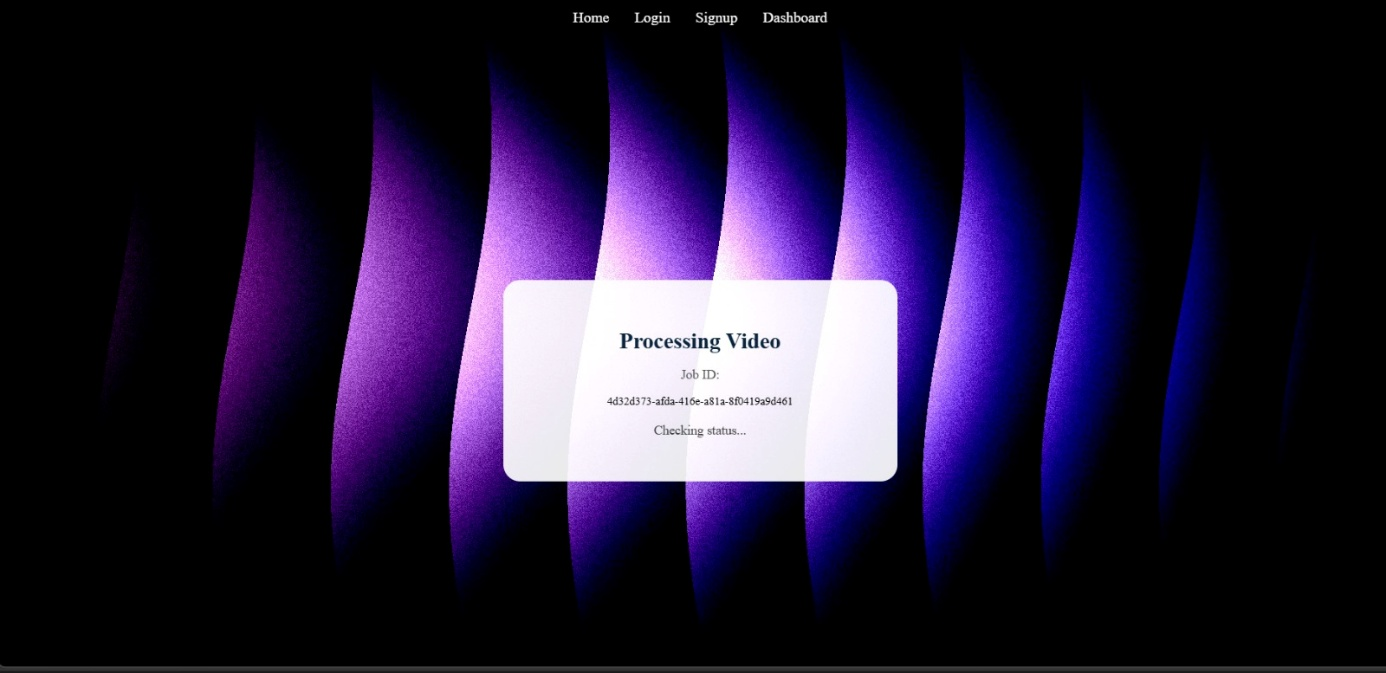 Home Login Signup Dashboard
Processing Video
Job ID:
4d32d373-afda-416e-a81a-8f0419a9d461
Checking status...